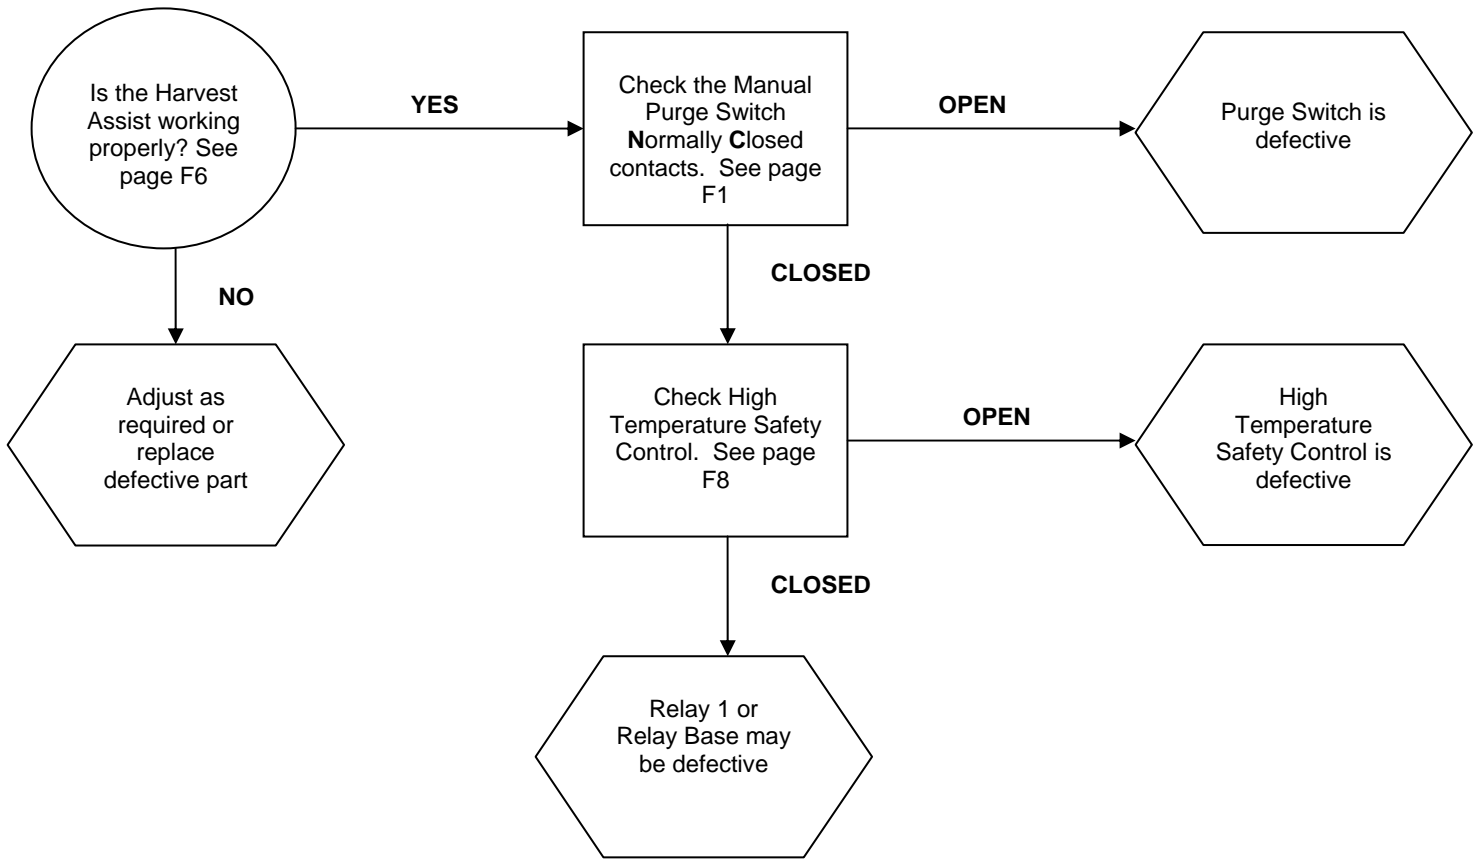 Is the Harvest
Assist working
properly? See
page F6
YES
Check the Manual
Purge Switch
Normally Closed
contacts.  See page
F1
OPEN
Purge Switch is
defective
NO
CLOSED
Adjust as
required or
replace
defective part
Check High
Temperature Safety
Control.  See page
F8
OPEN
High
Temperature
Safety Control is
defective
CLOSED
Relay 1 or
Relay Base may
be defective